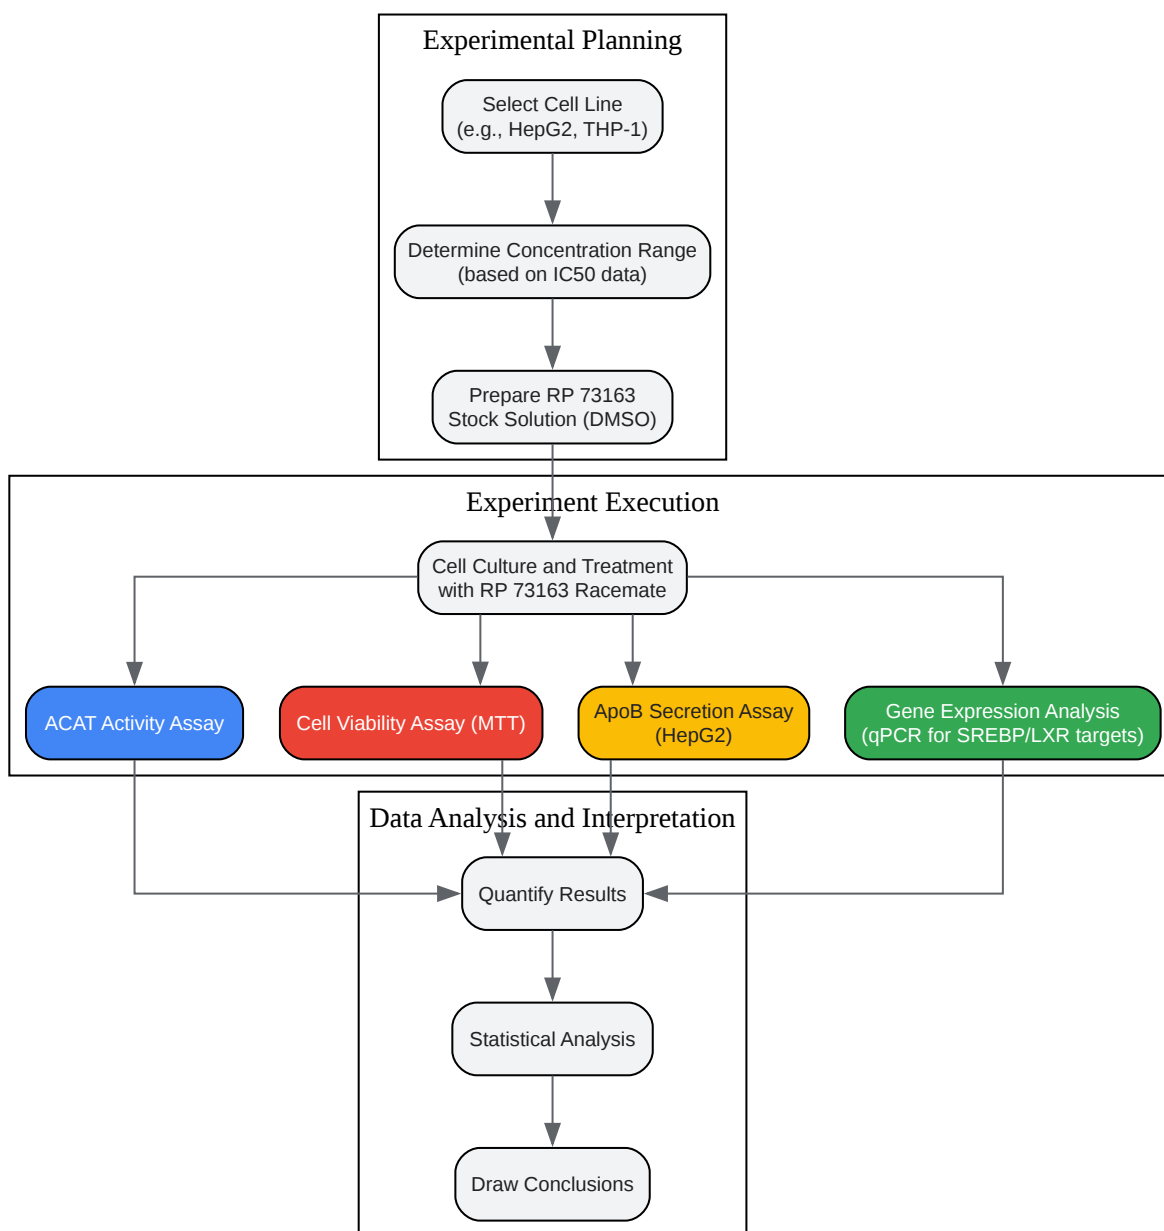 Experimental Planning
Select Cell Line
(e.g., HepG2, THP-1)
Determine Concentration Range
(based on IC50 data)
Prepare RP 73163
Stock Solution (DMSO)
Experiment Execution
Cell Culture and Treatment
with RP 73163 Racemate
ACAT Activity Assay
Cell Viability Assay (MTT)
ApoB Secretion Assay
(HepG2)
Gene Expression Analysis
(qPCR for SREBP/LXR targets)
Data Analysis and Interpretation
Quantify Results
Statistical Analysis
Draw Conclusions